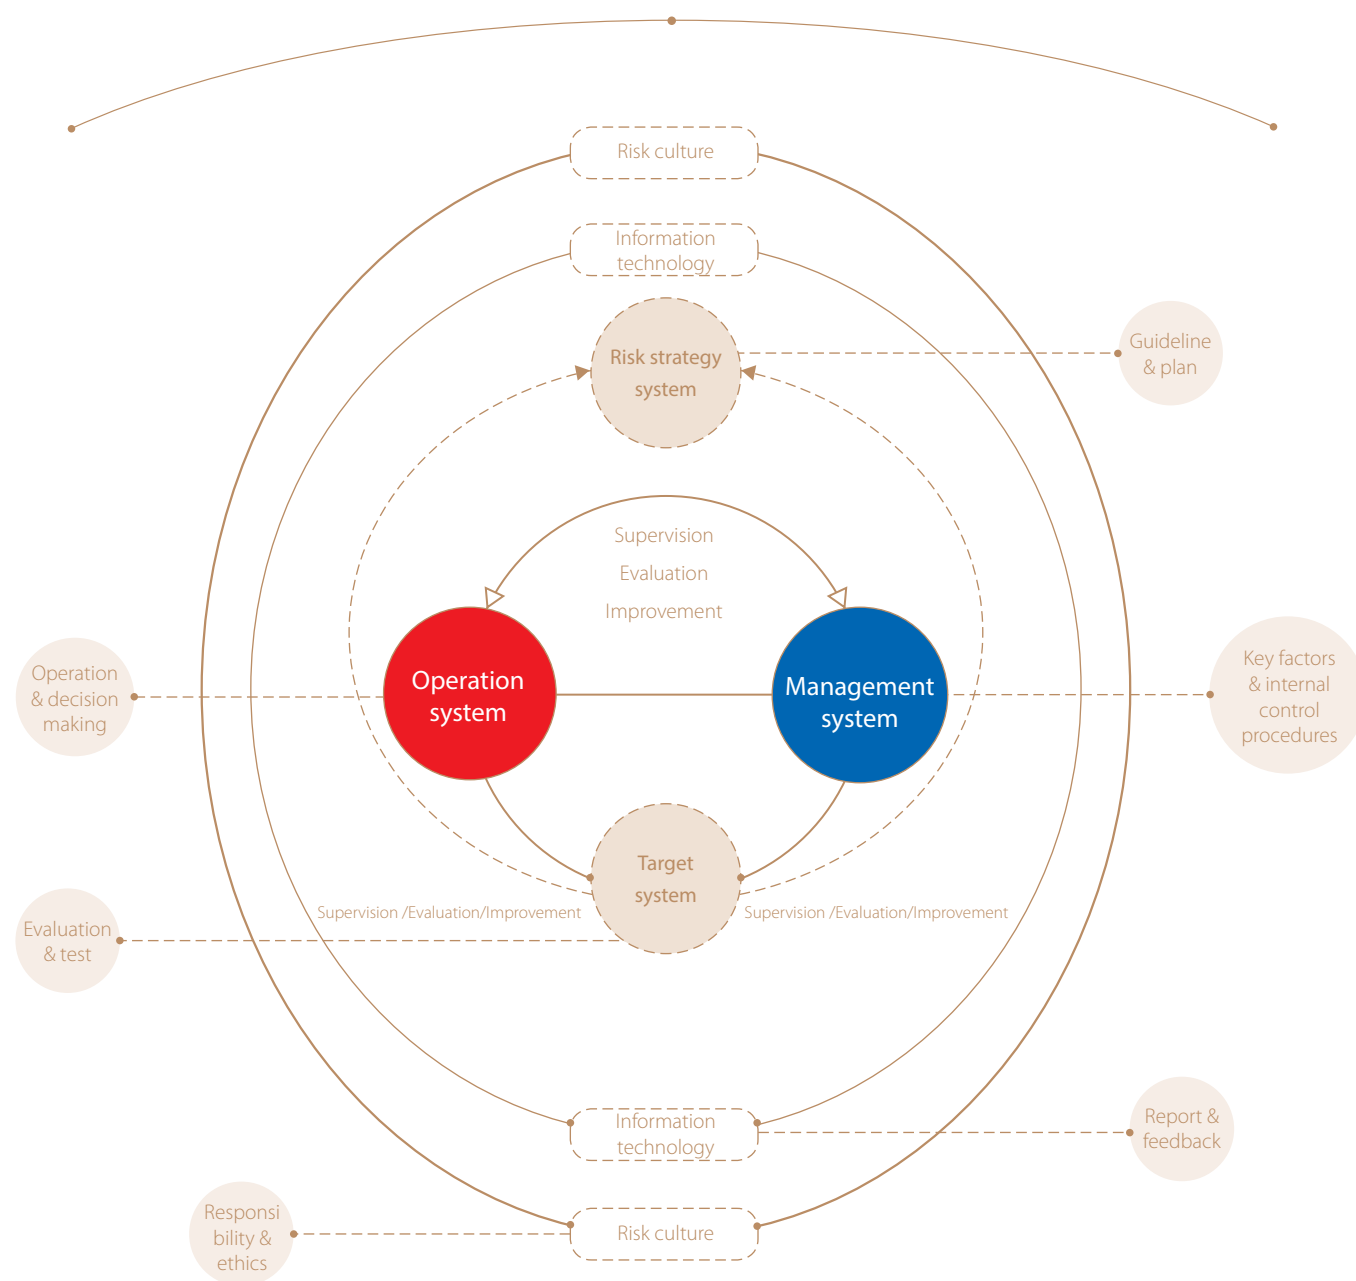 Risk culture
Information
technology
Risk strategy
system
Guideline
& plan
Supervision
Evaluation
Improvement
Operation
& decision
making
Operation
system
Management
system
Key factors
& internal
control
procedures
Target
system
Supervision /Evaluation/Improvement
Supervision /Evaluation/Improvement
Evaluation
& test
Information
technology
Report &
feedback
Responsi
bility &
ethics
Risk culture